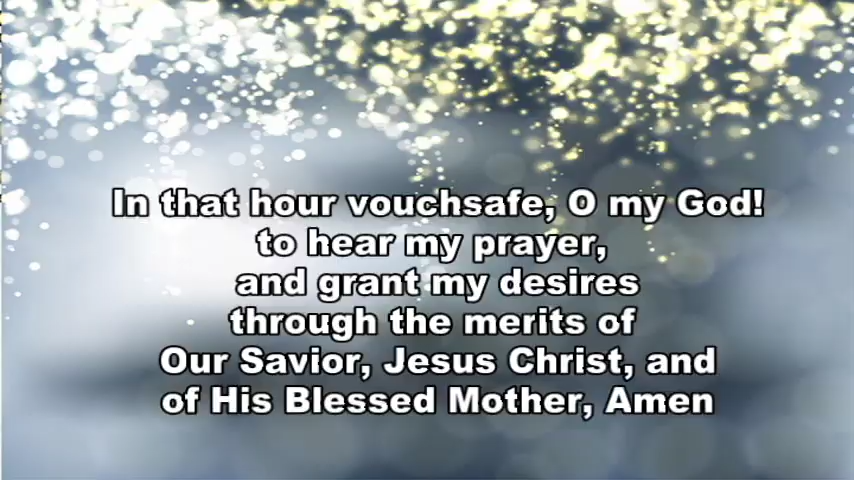 In that hour vouchsafe, O my God!
to hear my prayer,
and grant my desires
through the merits of
Our Savior, Jesus Christ, and
of His Blessed Mother, Amen